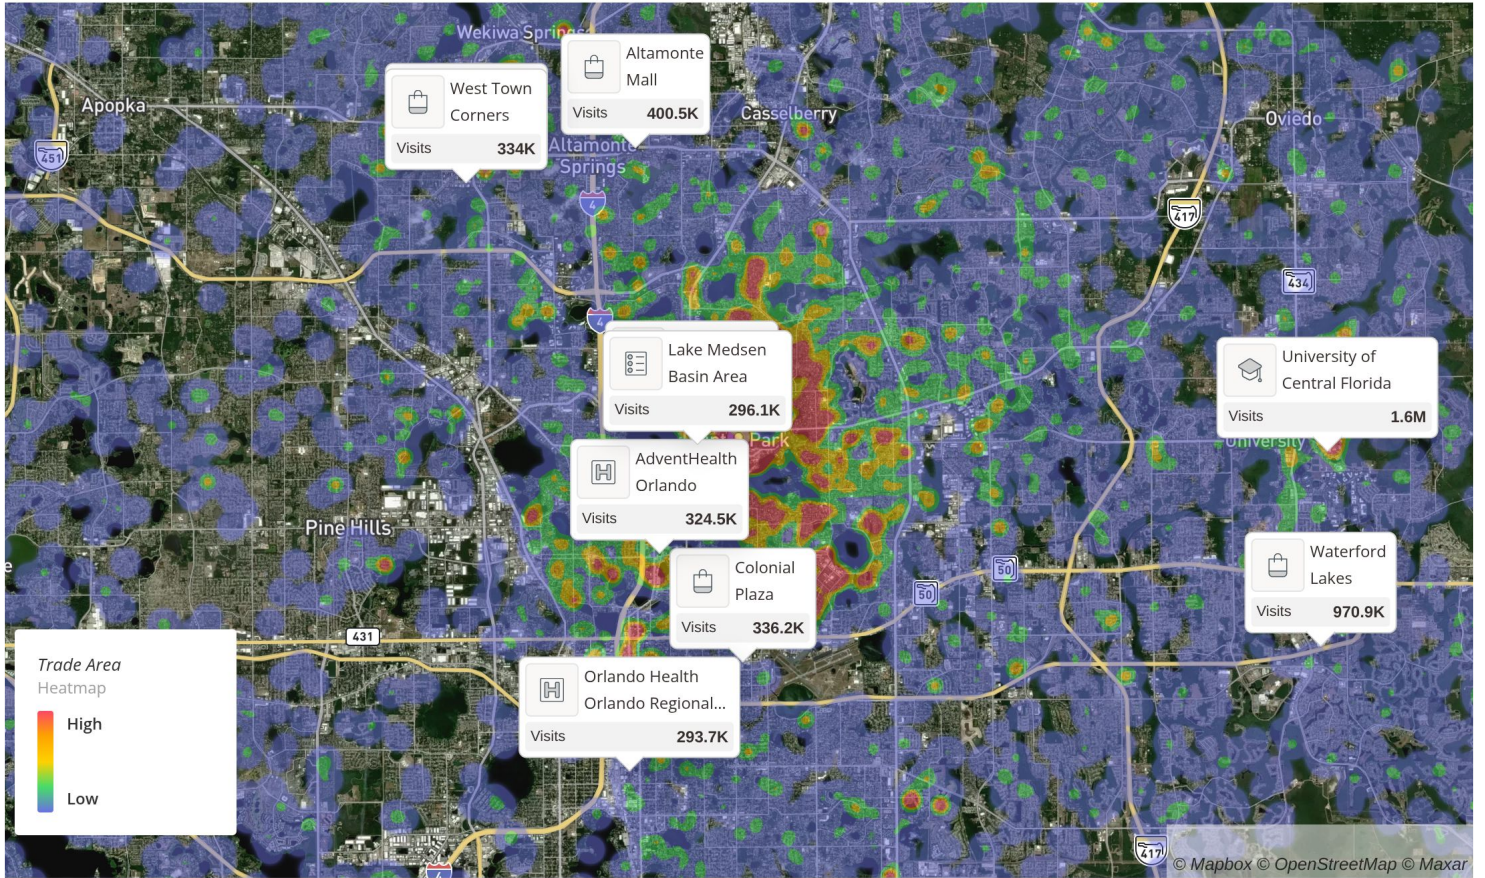 Wekiwa Springs
Altamonte
Mall
Visits 400.5K
West Town
Corners
Visits 334K
Apopka
Casselberry
Oviedo
451
Altamonte
Springs
4
417
434
4
Lake Medsen
Basin Area
Visits 296.1K
University of
Central Florida
Visits 1.6M
Park
University
AdventHealth
Orlando
Visits 324.5K
Pine Hills
e
Colonial
Plaza
Visits 336.2K
50
50
Waterford
Lakes
Visits 970.9K
431
Trade Area
Heatmap
High
Low
Orlando Health
Orlando Regional...
Visits 293.7K
417
4
© Mapbox © OpenStreetMap © Maxar